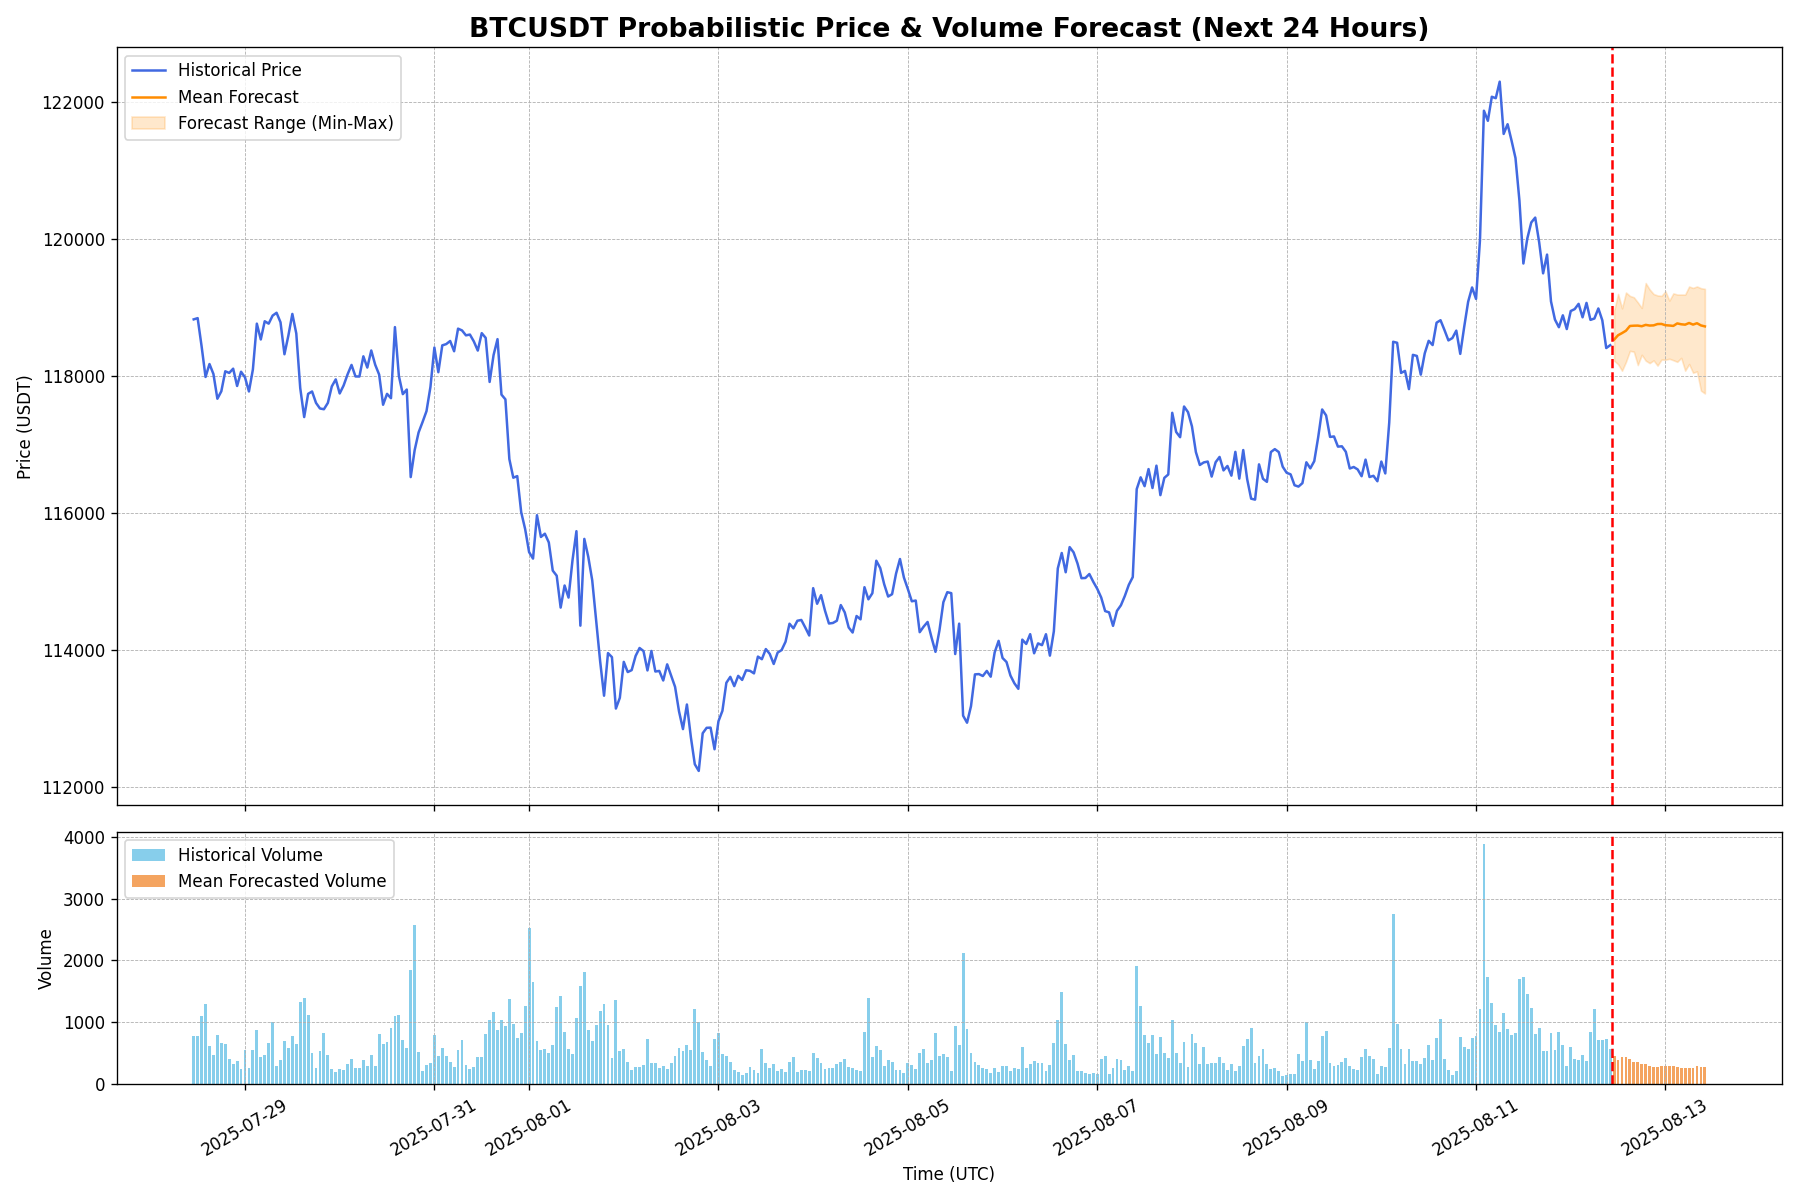 BTCUSDT Probabilistic Price & Volume Forecast (Next 24 Hours)
Historical Price
Mean Forecast
Forecast Range (Min-Max)
Price (USDT)
122000
120000
118000
116000
114000
112000
Historical Volume
Mean Forecasted Volume
Volume
4000
3000
2000
1000
0
2025-07-29
2025-07-31
2025-08-01
2025-08-03
2025-08-05
2025-08-07
2025-08-09
2025-08-11
2025-08-13
Time (UTC)